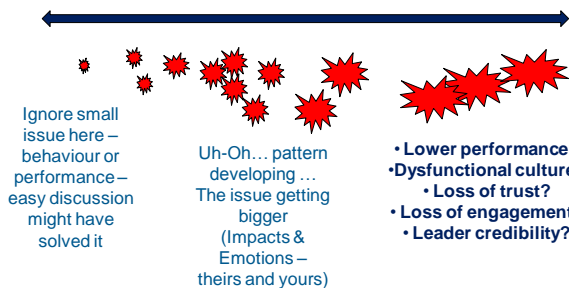 Ignore small
issue here –
behaviour or
performance –
easy discussion
might have
solved it
Uh-Oh… pattern
developing …
The issue getting
bigger
(Impacts &
Emotions –
theirs and yours)
• Lower performance
•Dysfunctional culture
• Loss of trust?
• Loss of engagement
• Leader credibility?